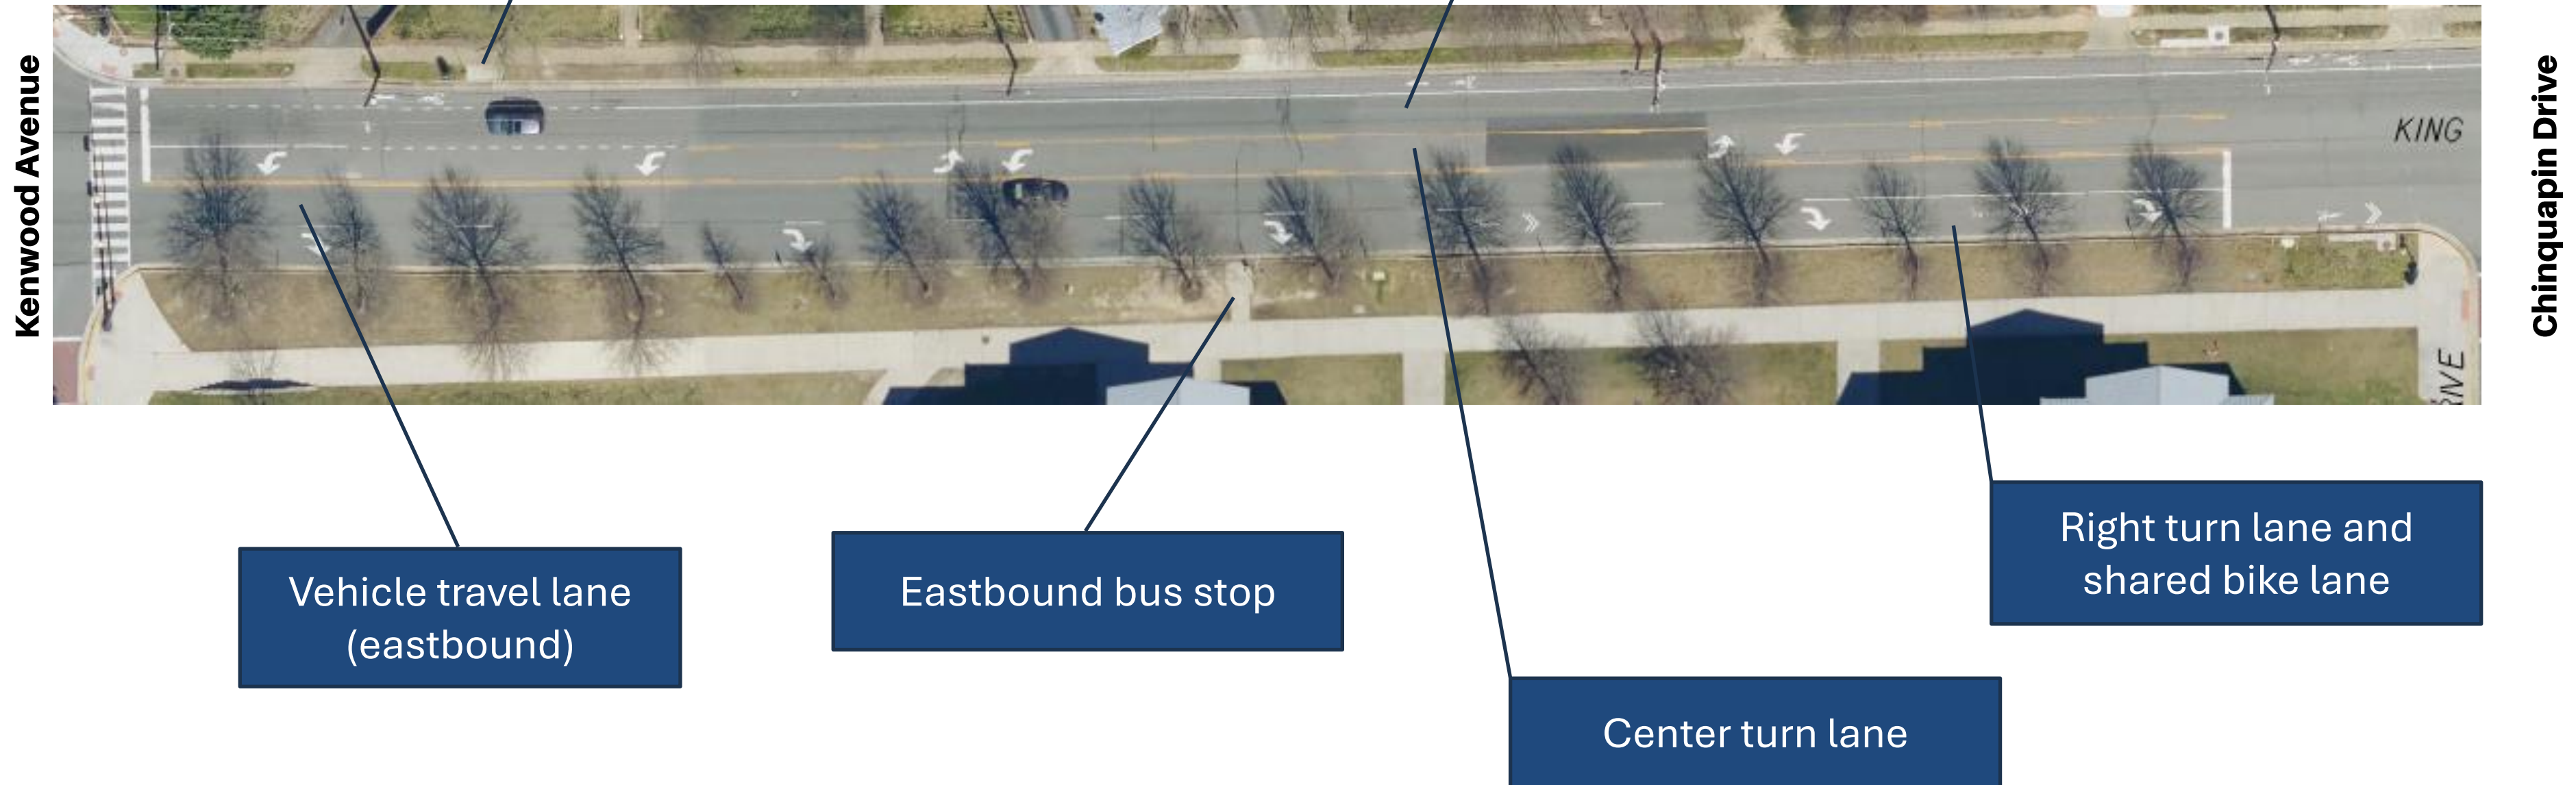 Kenwood Avenue
KING
Chinquapin Drive
RIVE
Vehicle travel lane
(eastbound)
Eastbound bus stop
Right turn lane and
shared bike lane
Center turn lane